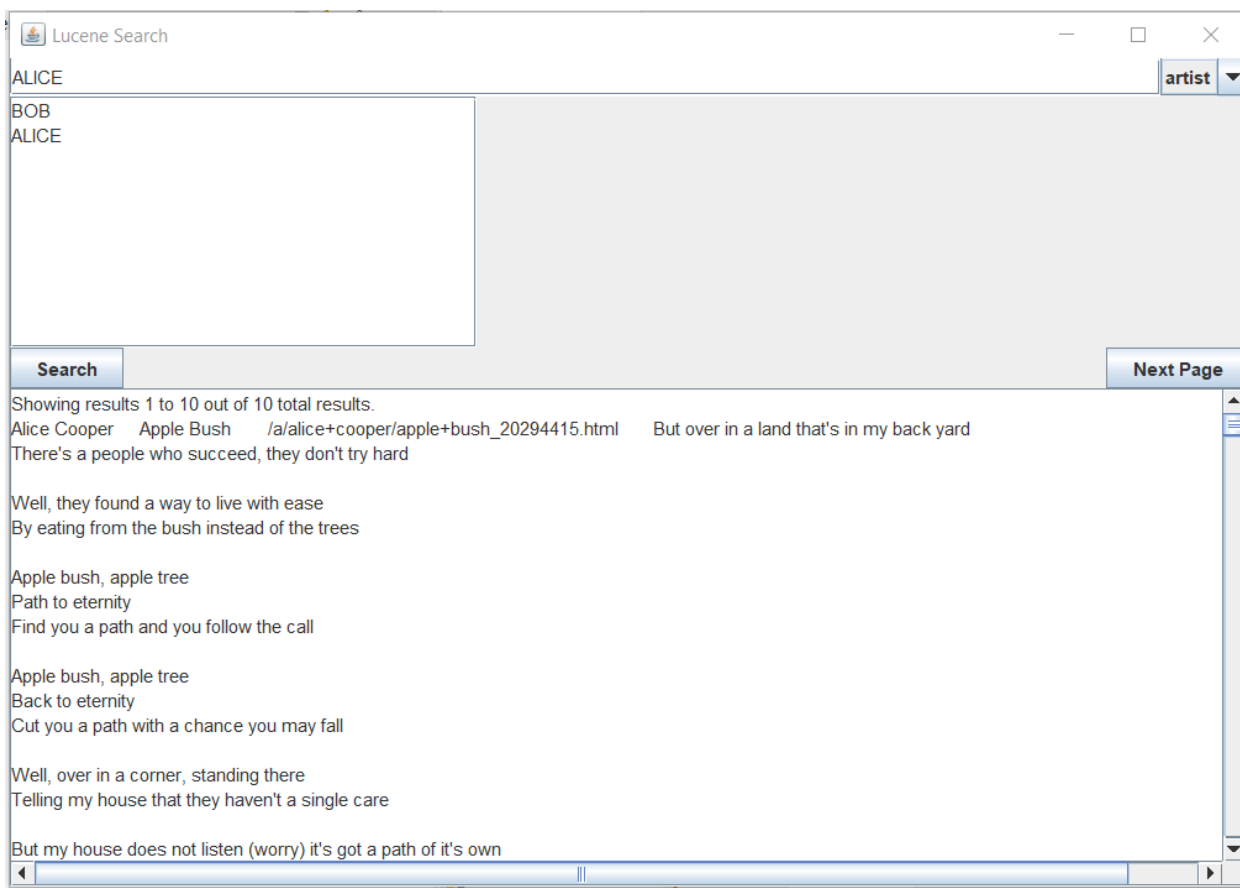 Lucene Search
ALICE artist
BOB
ALICE
Search Next Page
Showing results 1 to 10 out of 10 total results.
Alice Cooper Apple Bush /a/alice+cooper/apple+bush_20294415.html But over in a land that's in my back yard
There's a people who succeed, they don't try hard
Well, they found a way to live with ease
By eating from the bush instead of the trees
Apple bush, apple tree
Path to eternity
Find you a path and you follow the call
Apple bush, apple tree
Back to eternity
Cut you a path with a chance you may fall
Well, over in a corner, standing there
Telling my house that they haven't a single care
But my house does not listen (worry) it's got a path of it's own